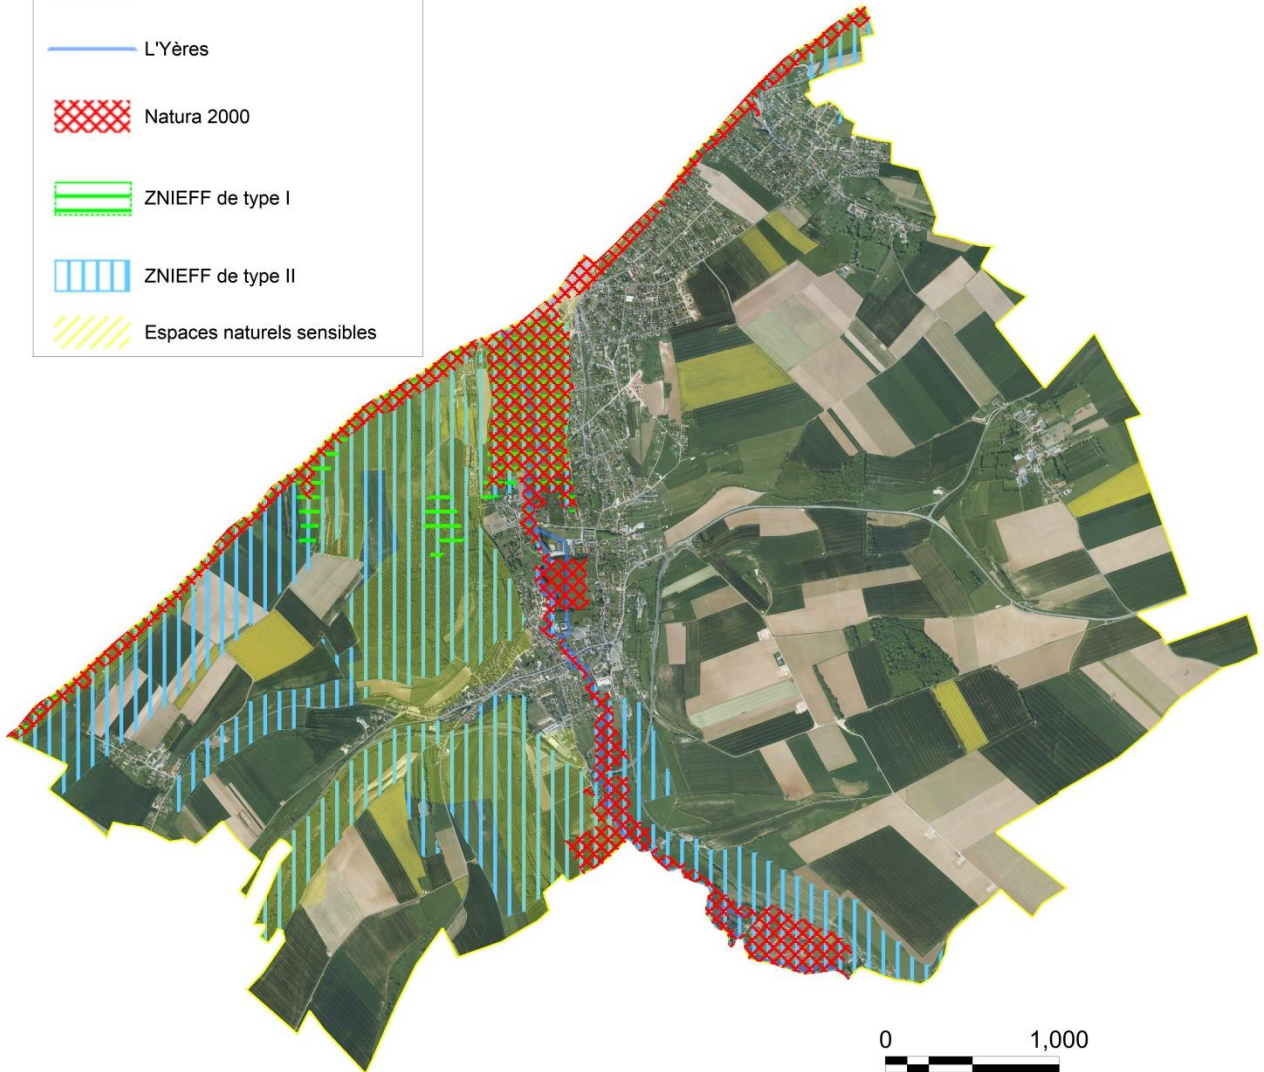 L'Yères
Natura 2000
ZNIEFF de type I
ZNIEFF de type II
Espaces naturels sensibles
0 1,000